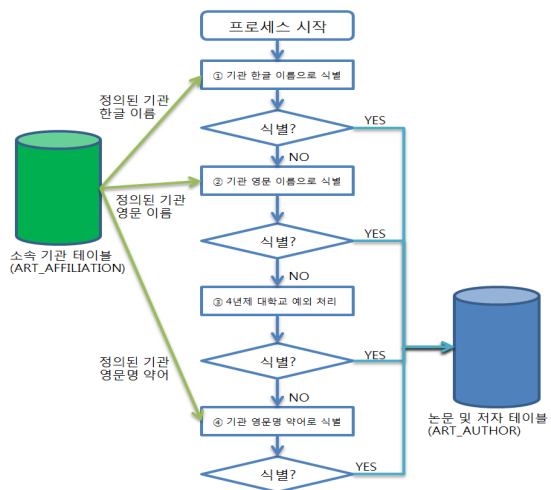 프로세스 시작
① 기관 한글 이름으로 식별
정의된 기관
한글 이름
식별?
YES
NO
② 기관 영문 이름으로 식별
정의된 기관
영문 이름
식별?
YES
소속 기관 테이블
(ART_AFFILIATION)
NO
③ 4년제 대학교 예외 처리
정의된 기관
영문명 약어
식별?
YES
NO
④ 기관 영문명 약어로 식별
논문 및 저자 테이블
(ART_AUTHOR)
식별?
YES